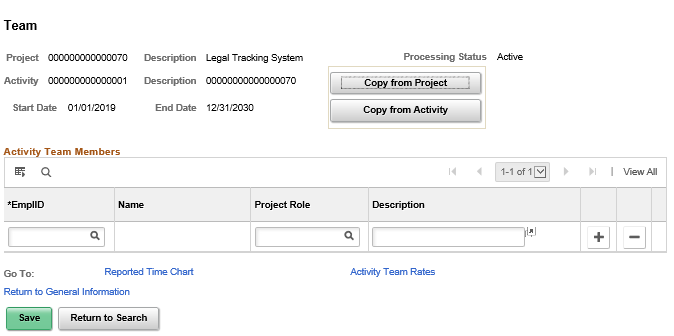 Team
Project 000000000000070 Description Legal Tracking System Processing Status Active
Activity 000000000000001 Description 00000000000000070 Copy from Project
Start Date 01/01/2019 End Date 12/31/2030 Copy from Activity
Activity Team Members
1-1 of 1 View All
*EmplID Name Project Role Description
Go To: Reported Time Chart Activity Team Rates
Return to General Information
Save Return to Search